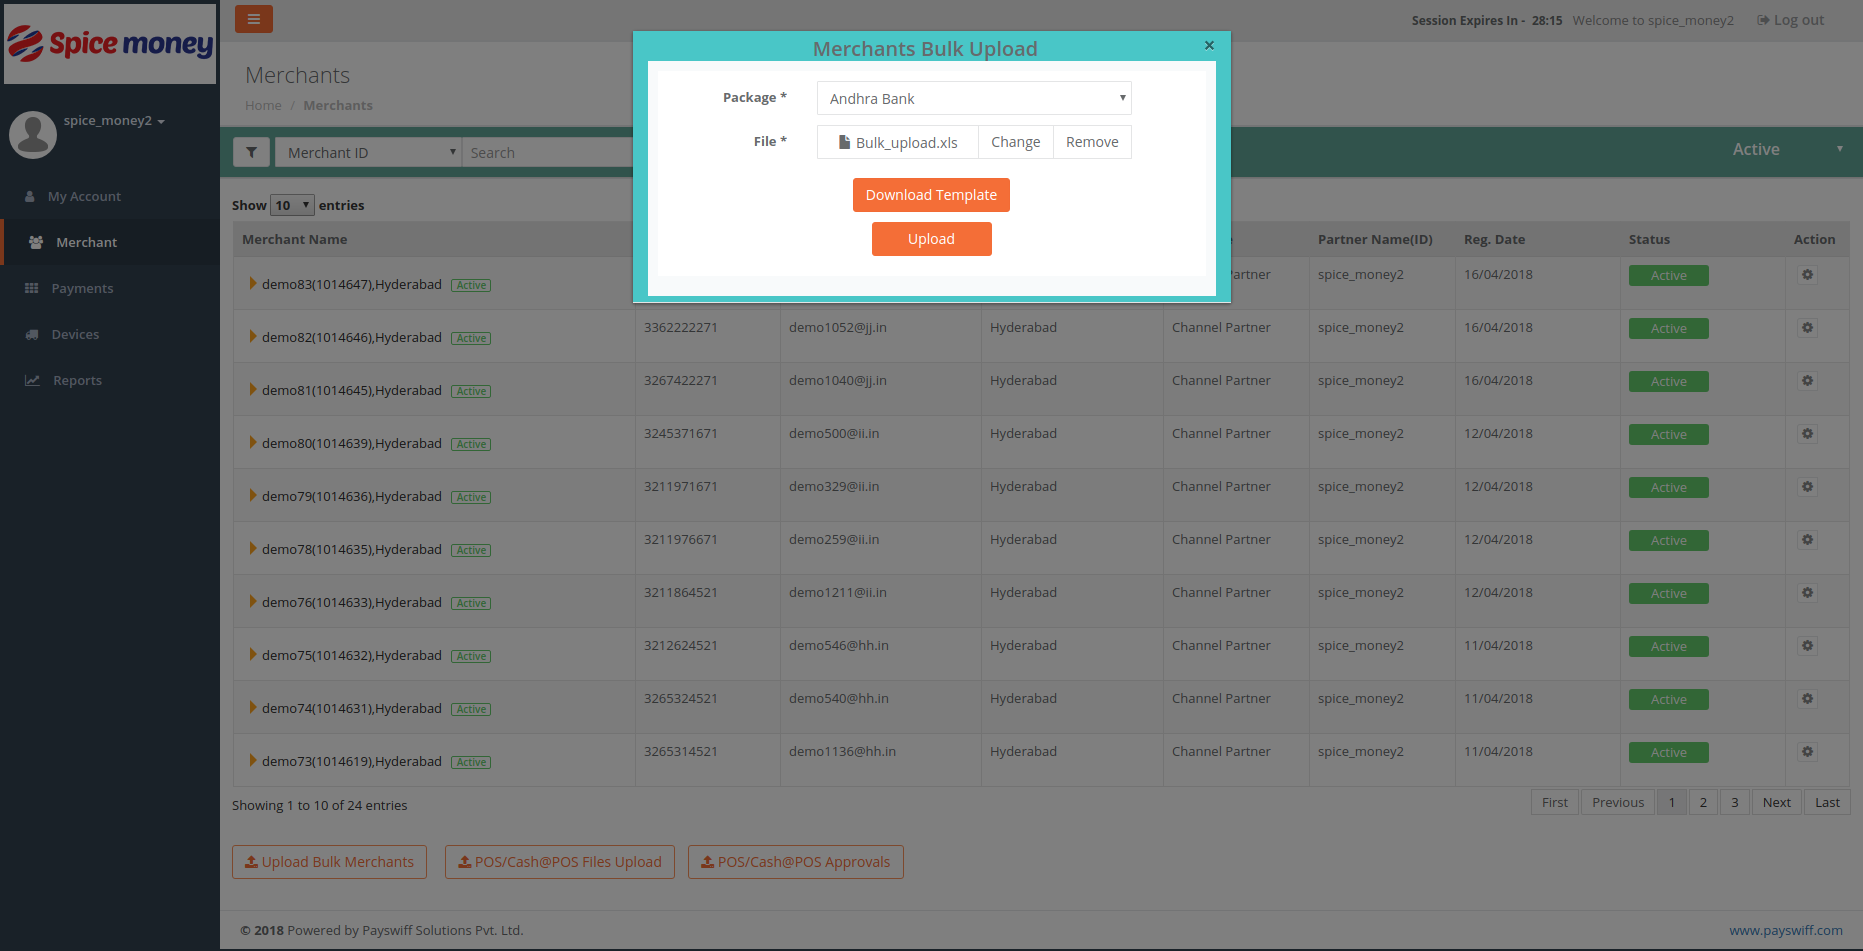 Spice money
Session Expires In - 28:15 Welcome to spice_money2 Log out
Merchants Bulk Upload ×
Merchants
Home / Merchants
Package * Andhra Bank
File * Bulk_upload.xls Change Remove
Download Template
Upload
spice_money2
My Account
Merchant
Payments
Devices
Reports
Merchant ID Search Active
Show 10 entries
Merchant Name Partner Name(ID) Reg. Date Status Action
demo83(1014647),Hyderabad Active artner spice_money2 16/04/2018 Active
demo82(1014646),Hyderabad Active 3362222271 demo1052@jj.in Hyderabad Channel Partner spice_money2 16/04/2018 Active
demo81(1014645),Hyderabad Active 3267422271 demo1040@jj.in Hyderabad Channel Partner spice_money2 16/04/2018 Active
demo80(1014639),Hyderabad Active 3245371671 demo500@ii.in Hyderabad Channel Partner spice_money2 12/04/2018 Active
demo79(1014636),Hyderabad Active 3211971671 demo329@ii.in Hyderabad Channel Partner spice_money2 12/04/2018 Active
demo78(1014635),Hyderabad Active 3211976671 demo259@ii.in Hyderabad Channel Partner spice_money2 12/04/2018 Active
demo76(1014633),Hyderabad Active 3211864521 demo1211@ii.in Hyderabad Channel Partner spice_money2 12/04/2018 Active
demo75(1014632),Hyderabad Active 3212624521 demo546@hh.in Hyderabad Channel Partner spice_money2 11/04/2018 Active
demo74(1014631),Hyderabad Active 3265324521 demo540@hh.in Hyderabad Channel Partner spice_money2 11/04/2018 Active
demo73(1014619),Hyderabad Active 3265314521 demo1136@hh.in Hyderabad Channel Partner spice_money2 11/04/2018 Active
Showing 1 to 10 of 24 entries First Previous 1 2 3 Next Last
Upload Bulk Merchants POS/Cash@POS Files Upload POS/Cash@POS Approvals
© 2018 Powered by Payswiff Solutions Pvt. Ltd. www.payswiff.com